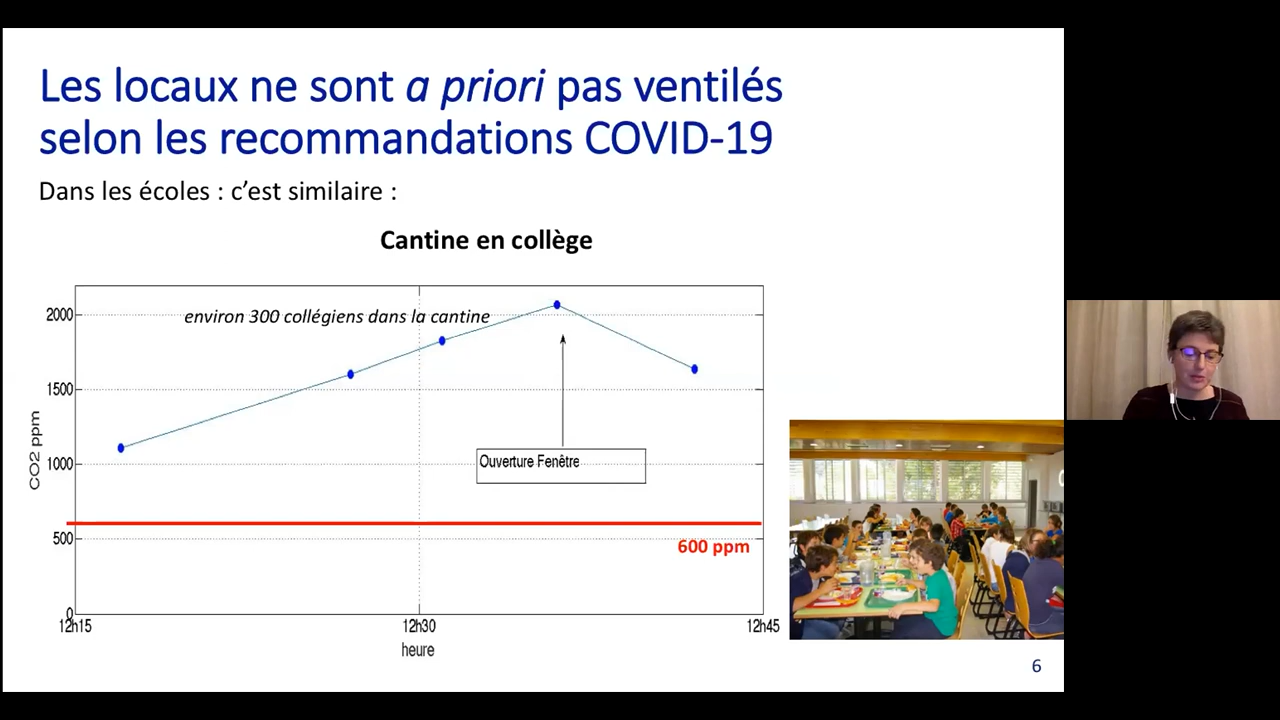 Les locaux ne sont a priori pas ventilés
selon les recommandations COVID-19
Dans les écoles : c’est similaire :
Cantine en collège
environ 300 collégiens dans la cantine
2000
1500
1000
500
0
CO2 ppm
Ouverture Fenêtre
600 ppm
12h15
12h30
12h45
heure
6